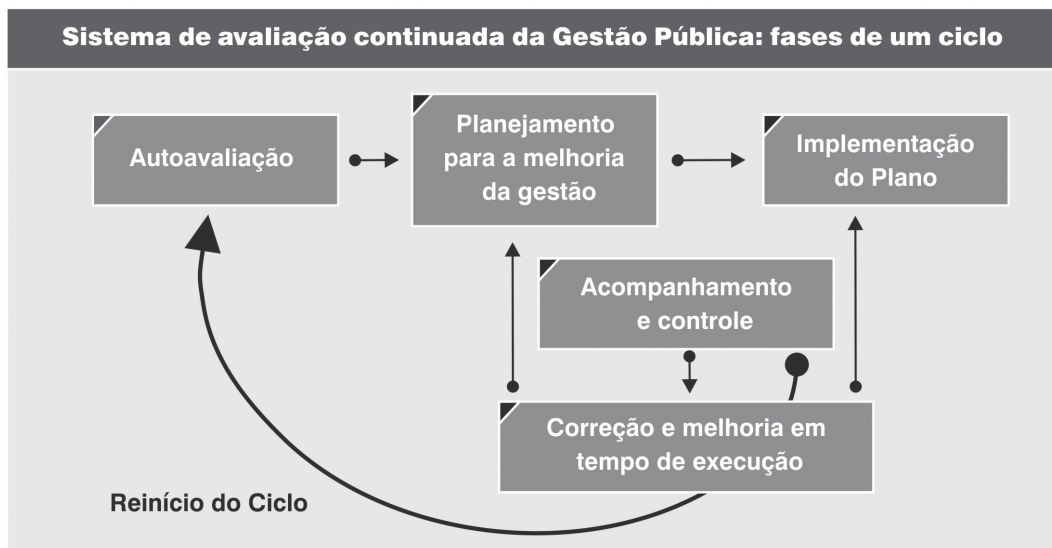 Sistema de avaliação continuada da Gestão Pública: fases de um ciclo
Autoavaliação
Planejamento
para a melhoria
da gestão
Implementação
do Plano
Acompanhamento
e controle
Correção e melhoria em
tempo de execução
Reinício do Ciclo